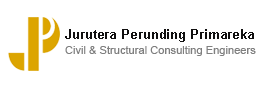 Jurutera Perunding Primareka
Civil & Structural Consulting Engineers